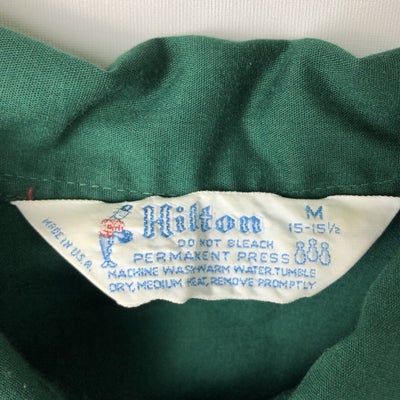 Hilton
M
15-15½
MADE IN U.S.A.
DO NOT BLEACH
PERMANENT PRESS
MACHINE WASH WARM WATER. TUMBLE
DRY, MEDIUM HEAT, REMOVE PROMPTLY